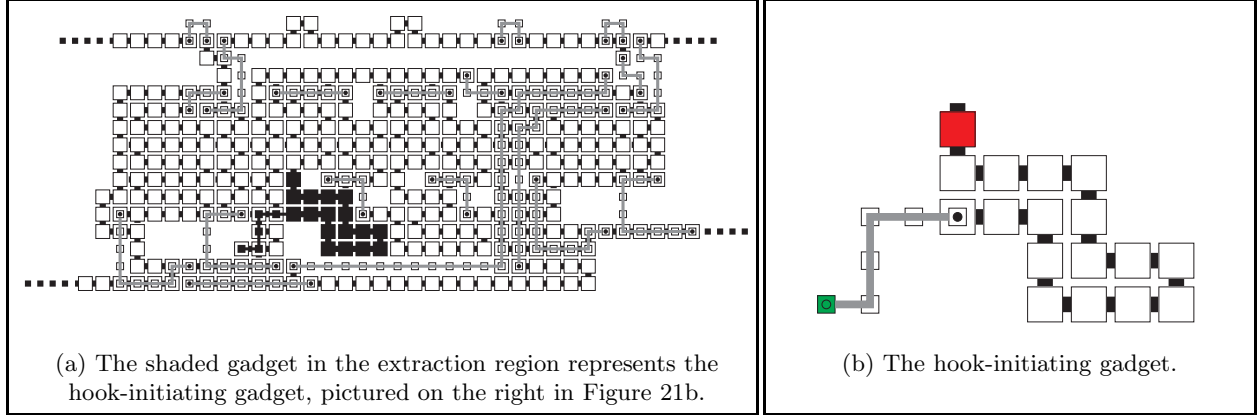 (a) The shaded gadget in the extraction region represents the
hook-initiating gadget, pictured on the right in Figure 21b.
(b) The hook-initiating gadget.